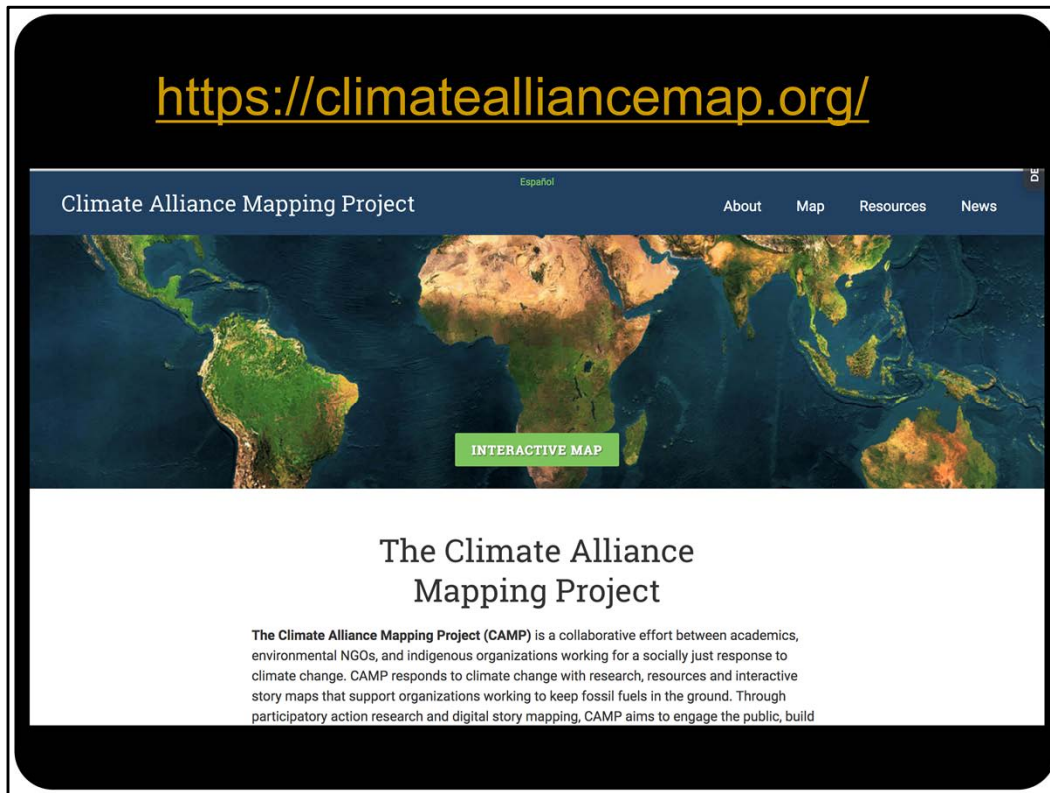 https://climatealliancemap.org/
Español
DE
Climate Alliance Mapping Project
About Map Resources News
INTERACTIVE MAP
The Climate Alliance
Mapping Project
The Climate Alliance Mapping Project (CAMP) is a collaborative effort between academics,
environmental NGOs, and indigenous organizations working for a socially just response to
climate change. CAMP responds to climate change with research, resources and interactive
story maps that support organizations working to keep fossil fuels in the ground. Through
participatory action research and digital story mapping, CAMP aims to engage the public, build